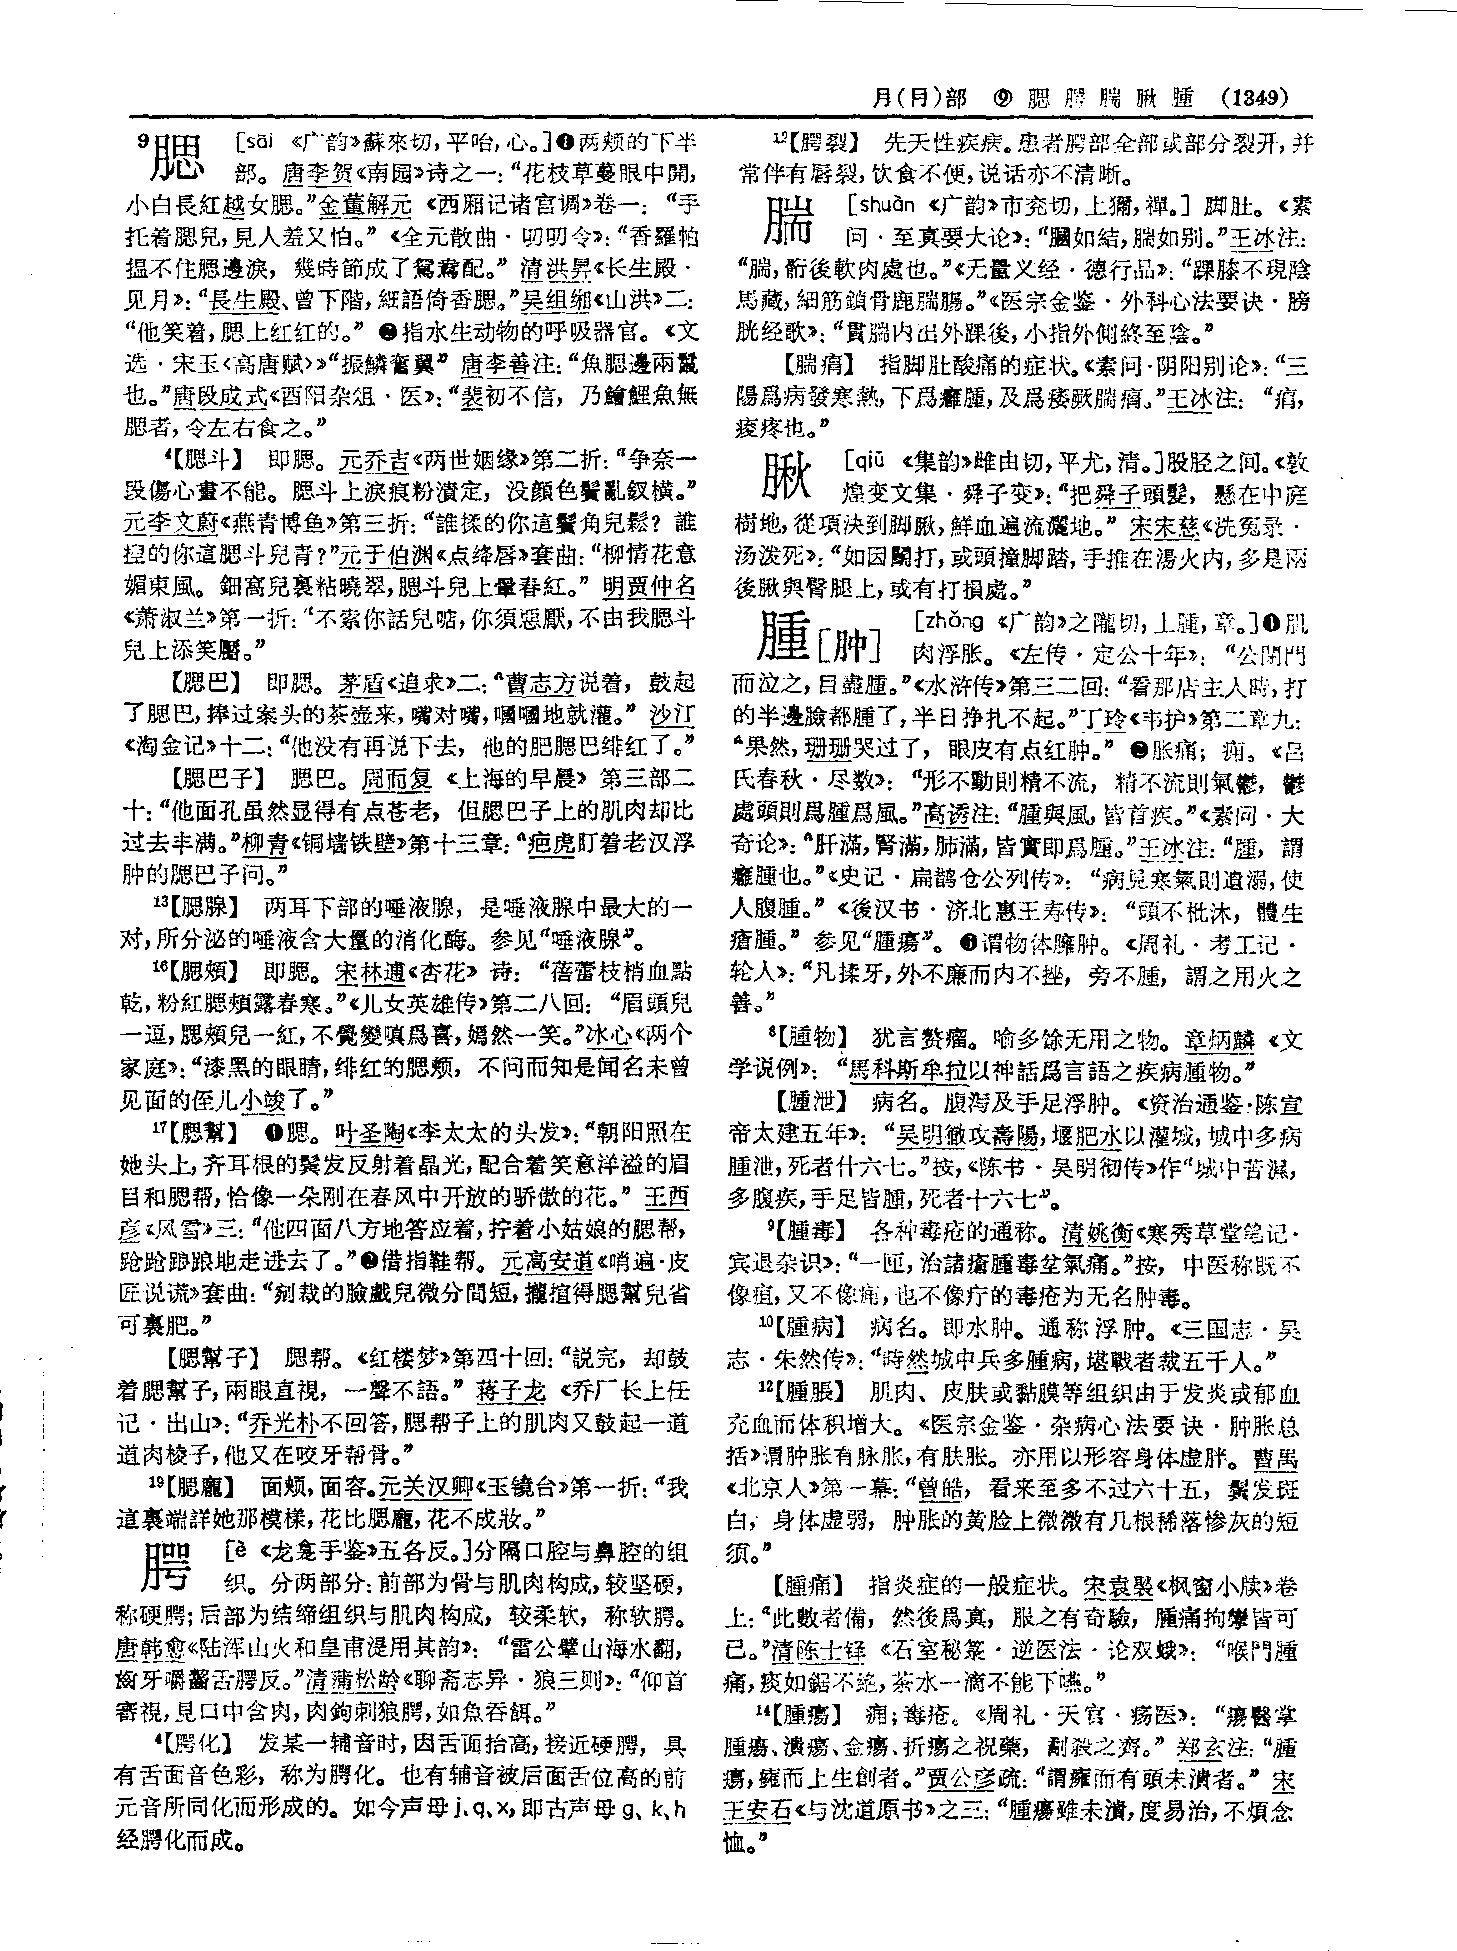 月(⺼)部 ⑨ 腮 腭 腨 腍 腫 (1349)
⁹腮 [sāi 《广韵》蘇來切,平咍,心。]❶两颊的下半
部。唐李贺《南园》诗之一:“花枝草蔓眼中開,
小白長紅越女腮。”金董解元《西厢记诸宫调》卷一:“手
托着腮兒,見人羞又怕。”《全元散曲·叨叨令》:“香羅帕
揾不住腮邊淚,幾時節成了鴛鴦配。”清洪昇《长生殿·
见月》:“長生殿、曾下階,細語倚香腮。”吴组缃《山洪》二:
“他笑着,腮上红红的。”❷指水生动物的呼吸器官。《文
选·宋玉〈高唐赋〉》“振鱗奮翼”唐李善注:“魚腮邊兩鬣
也。”唐段成式《酉阳杂俎·医》:“裴初不信,乃鱠鯉魚無
腮者,令左右食之。”
⁴【腮斗】 即腮。元乔吉《两世姻缘》第二折:“争奈一
段傷心畫不能。腮斗上淚痕粉漬定,没顔色鬢亂釵横。”
元李文蔚《燕青博鱼》第三折:“誰揉的你這鬢角兒鬆?誰
揑的你這腮斗兒青?”元于伯渊《点绛唇》套曲:“柳情花意
媚東風。鈿窩兒裏粘曉翠,腮斗兒上暈春紅。”明贾仲名
《萧淑兰》第一折:“不索你話兒啈,你須惡厭,不由我腮斗
兒上添笑靨。”
【腮巴】 即腮。茅盾《追求》二:“曹志方说着,鼓起
了腮巴,捧过案头的茶壶来,嘴对嘴,嘓嘓地就灌。”沙汀
《淘金记》十二:“他没有再说下去,他的肥腮巴绯红了。”
【腮巴子】 腮巴。周而复《上海的早晨》第三部二
十:“他面孔虽然显得有点苍老,但腮巴子上的肌肉却比
过去丰满。”柳青《铜墙铁壁》第十三章:“疤虎盯着老汉浮
肿的腮巴子问。”
¹³【腮腺】 两耳下部的唾液腺,是唾液腺中最大的一
对,所分泌的唾液含大量的消化酶。参见“唾液腺”。
¹⁶【腮頰】 即腮。宋林逋《杏花》诗:“蓓蕾枝梢血點
乾,粉紅腮頰露春寒。”《儿女英雄传》第二八回:“眉頭兒
一逗,腮頰兒一紅,不覺變嗔爲喜,嫣然一笑。”冰心《两个
家庭》:“漆黑的眼睛,绯红的腮颊,不问而知是闻名未曾
见面的侄儿小竣了。”
¹⁷【腮幫】 ❶腮。叶圣陶《李太太的头发》:“朝阳照在
她头上,齐耳根的鬓发反射着晶光,配合着笑意洋溢的眉
目和腮帮,恰像一朵刚在春风中开放的骄傲的花。”王西
彦《风雪》三:“他四面八方地答应着,拧着小姑娘的腮帮,
跄跄踉踉地走进去了。”❷借指鞋帮。元高安道《哨遍·皮
匠说谎》套曲:“刬裁的臉戲兒微分間短,攏揎得腮幫兒省
可裏肥。”
【腮幫子】 腮帮。《红楼梦》第四十回:“説完,却鼓
着腮幫子,兩眼直視,一聲不語。”蒋子龙《乔厂长上任
记·出山》:“乔光朴不回答,腮帮子上的肌肉又鼓起一道
道肉棱子,他又在咬牙帮骨。”
¹⁹【腮龐】 面颊,面容。元关汉卿《玉镜台》第一折:“我
這裏端詳她那模樣,花比腮龐,花不成妝。”
腭 [è 《龙龛手鉴》五各反。]分隔口腔与鼻腔的组
织。分两部分:前部为骨与肌肉构成,较坚硬,
称硬腭;后部为结缔组织与肌肉构成,较柔软,称软腭。
唐韩愈《陆浑山火和皇甫湜用其韵》:“雷公擘山海水翻,
齒牙嚼齧舌腭反。”清蒲松龄《聊斋志异·狼三则》:“仰首
審視,見口中含肉,肉鉤刺狼腭,如魚吞餌。”
⁴【腭化】 发某一辅音时,因舌面抬高,接近硬腭,具
有舌面音色彩,称为腭化。也有辅音被后面舌位高的前
元音所同化而形成的。如今声母j、q、x,即古声母g、k、h
经腭化而成。
¹²【腭裂】 先天性疾病。患者腭部全部或部分裂开,并
常伴有唇裂,饮食不便,说话亦不清晰。
腨 [shuàn 《广韵》市兖切,上獮,禪。]脚肚。《素
问·至真要大论》:“膕如結,腨如别。”王冰注:
“腨,䯒後軟肉處也。”《无量义经·德行品》:“踝膝不現陰
馬藏,細筋鎖骨鹿腨腸。”《医宗金鉴·外科心法要诀·膀
胱经歌》:“貫腨内出外踝後,小指外側終至陰。”
【腨痟】 指脚肚酸痛的症状。《素问·阴阳别论》:“三
陽爲病發寒熱,下爲癰腫,及爲痿厥腨痟。”王冰注:“痟,
痠疼也。”
[qiū 《集韵》雌由切,平尤,清。]股胫之间。《敦
煌变文集·舜子变》:“把舜子頭髮,懸在中庭
樹地,從項決到脚䐐,鮮血遍流灑地。”宋宋慈《洗冤录·
汤泼死》:“如因鬭打,或頭撞脚踏,手推在湯火内,多是兩
後䐐與臀腿上,或有打損處。”
腫[肿] [zhǒng 《广韵》之隴切,上腫,章。]❶肌
肉浮胀。《左传·定公十年》:“公閉門
而泣之,目盡腫。”《水浒传》第三二回:“看那店主人時,打
的半邊臉都腫了,半日挣扎不起。”丁玲《韦护》第二章九:
“果然,珊珊哭过了,眼皮有点红肿。”❷胀痛;痈。《吕
氏春秋·尽数》:“形不動則精不流,精不流則氣鬱,鬱
處頭則爲腫爲風。”高诱注:“腫與風,皆首疾。”《素问·大
奇论》:“肝滿,腎滿,肺滿,皆實即爲腫。”王冰注:“腫,謂
癰腫也。”《史记·扁鹊仓公列传》:“病見寒氣則遺溺,使
人腹腫。”《後汉书·济北惠王寿传》:“頭不枇沐,體生
瘡腫。”参见“腫瘍”。❸谓物体臃肿。《周礼·考工记·
轮人》:“凡揉牙,外不廉而内不挫,旁不腫,謂之用火之
善。”
⁸【腫物】 犹言赘瘤。喻多馀无用之物。章炳麟《文
学说例》:“馬科斯牟拉以神話爲言語之疾病腫物。”
【腫泄】 病名。腹泻及手足浮肿。《资治通鉴·陈宣
帝太建五年》:“吴明徹攻壽陽,堰肥水以灌城,城中多病
腫泄,死者什六七。”按,《陈书·吴明彻传》作“城中苦濕,
多腹疾,手足皆腫,死者十六七”。
⁹【腫毒】 各种毒疮的通称。清姚衡《寒秀草堂笔记·
宾退杂识》:“一匝,治諸瘡腫毒坌氣痛。”按,中医称既不
像疽,又不像痈,也不像疔的毒疮为无名肿毒。
¹⁰【腫病】 病名。即水肿。通称浮肿。《三国志·吴
志·朱然传》:“時然城中兵多腫病,堪戰者裁五千人。”
¹²【腫脹】 肌肉、皮肤或黏膜等组织由于发炎或郁血
充血而体积增大。《医宗金鉴·杂病心法要诀·肿胀总
括》谓肿胀有脉胀,有肤胀。亦用以形容身体虚胖。曹禺
《北京人》第一幕:“曾皓,看来至多不过六十五,鬓发斑
白,身体虚弱,肿胀的黄脸上微微有几根稀落惨灰的短
须。”
【腫痛】 指炎症的一般症状。宋袁褧《枫窗小牍》卷
上:“此數者備,然後爲真,服之有奇驗,腫痛拘攣皆可
已。”清陈士铎《石室秘箓·逆医法·论双蛾》:“喉門腫
痛,痰如鋸不絶,茶水一滴不能下嚥。”
¹⁴【腫瘍】 痈;毒疮。《周礼·天官·疡医》:“瘍醫掌
腫瘍、潰瘍、金瘍、折瘍之祝藥,劀殺之齊。”郑玄注:“腫
瘍,癰而上生創者。”贾公彦疏:“謂癰而有頭未潰者。”宋
王安石《与沈道原书》之三:“腫瘍雖未潰,度易治,不煩念
恤。”